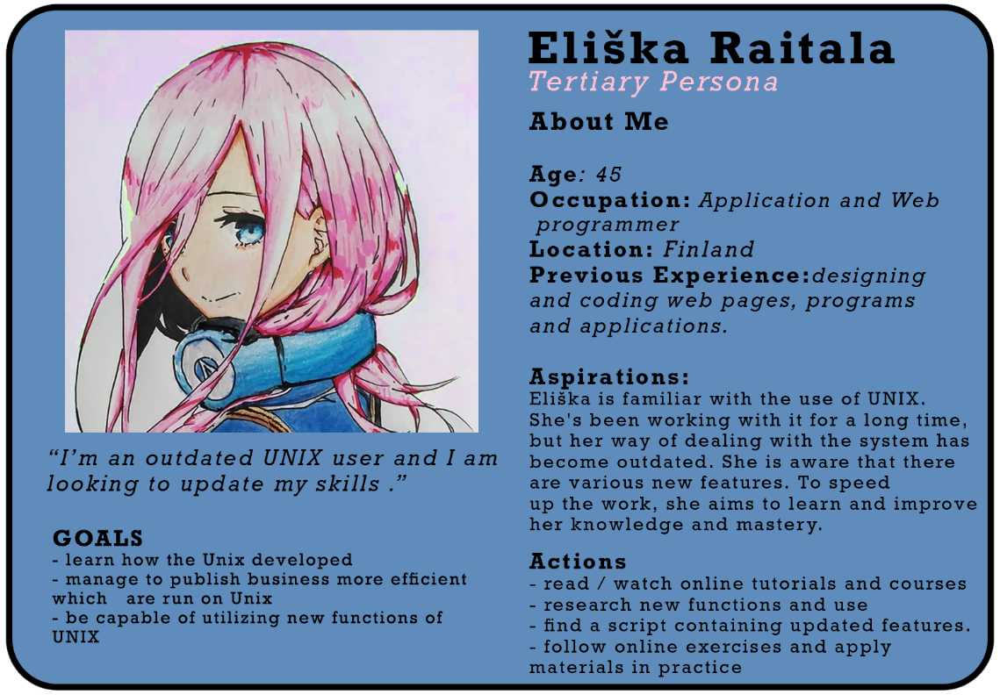 Eliška Raitala
Tertiary Persona
About Me
Age: 45
Occupation: Application and Web
programmer
Location: Finland
Previous Experience:designing
and coding web pages, programs
and applications.
Aspirations:
Eliška is familiar with the use of UNIX.
She's been working with it for a long time,
but her way of dealing with the system has
become outdated. She is aware that there
are various new features. To speed
up the work, she aims to learn and improve
her knowledge and mastery.
Actions
- read / watch online tutorials and courses
- research new functions and use
- find a script containing updated features.
- follow online exercises and apply
materials in practice
“I'm an outdated UNIX user and I am
looking to update my skills .”
GOALS
- learn how the Unix developed
- manage to publish business more efficient
which are run on Unix
- be capable of utilizing new functions of
UNIX